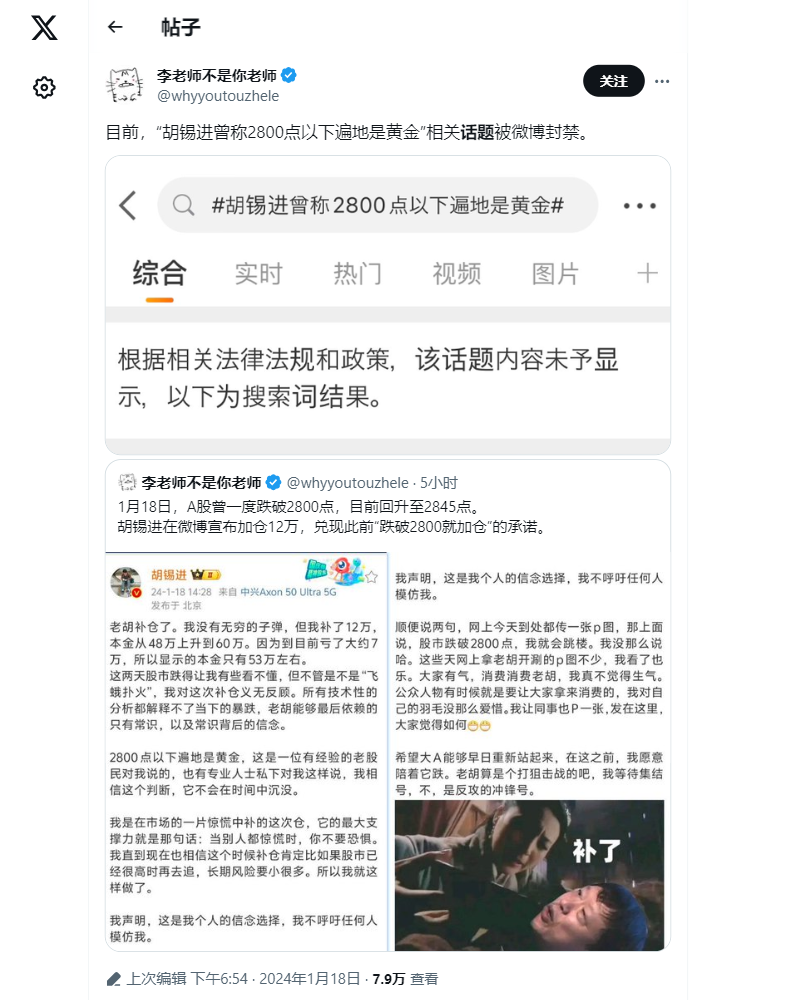 帖子
李老师不是你老师
@whyyoutouzhele
关注
目前，“胡锡进曾称2800点以下遍地是黄金”相关话题被微博封禁。
#胡锡进曾称2800点以下遍地是黄金#
综合 实时 热门 视频 图片
根据相关法律法规和政策，该话题内容未予显
示，以下为搜索词结果。
李老师不是你老师 @whyyoutouzhele · 5小时
1月18日，A股曾一度跌破2800点，目前回升至2845点。
胡锡进在微博宣布加仓12万，兑现此前“跌破2800就加仓”的承诺。
胡锡进
24-1-18 14:28 来自 中兴Axon 50 Ultra 5G
发布于 北京
老胡补仓了。我没有无穷的子弹，但我补了12万，
本金从48万上升到60万。因为到目前亏了大约7
万，所以显示的本金只有53万左右。
这两天股市跌得让我有些看不懂，但不管是不是“飞
蛾扑火”，我对这次补仓义无反顾。所有技术性的
分析都解释不了当下的暴跌，老胡能够最后依赖的
只有常识，以及常识背后的信念。
2800点以下遍地是黄金，这是一位有经验的老股
民对我说的，也有专业人士私下对我这样说，我相
信这个判断，它不会在时间中沉没。
我是在市场的一片惊慌中补的这次仓，它的最大支
撑力就是那句话：当别人都惊慌时，你不要恐惧。
我直到现在也相信这个时候补仓肯定比如果股市已
经很高时再去追，长期风险要小很多。所以我就这
样做了。
我声明，这是我个人的信念选择，我不呼吁任何人
模仿我。
我声明，这是我个人的信念选择，我不呼吁任何人
模仿我。
顺便说两句，网上今天到处都传一张p图，那上面
说，股市跌破2800点，我就会跳楼。我没那么说
哈。这些天网上拿老胡开涮的p图不少，我看了也
乐。大家有气，消费消费老胡，我真不觉得生气。
公众人物有时候就是要让大家拿来消费的，我对自
己的羽毛没那么爱惜。我让同事也P一张，发在这里，
大家觉得如何😁😁
希望大A能够早日重新站起来，在这之前，我愿意
陪着它跌。老胡算是个打狙击战的吧，我等待集结
号，不，是反攻的冲锋号。
补了
上次编辑 下午6:54 · 2024年1月18日 · 7.9万 查看